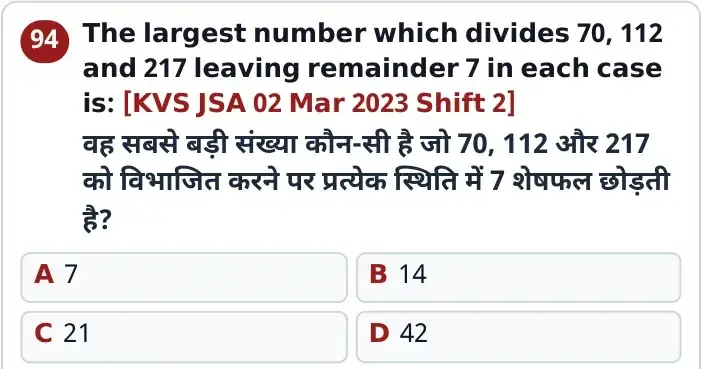 94 The largest number which divides 70, 112
and 217 leaving remainder 7 in each case
is: [KVS JSA 02 Mar 2023 Shift 2]
वह सबसे बड़ी संख्या कौन-सी है जो 70, 112 और 217
को विभाजित करने पर प्रत्येक स्थिति में 7 शेषफल छोड़ती
है?
A 7
B 14
C 21
D 42